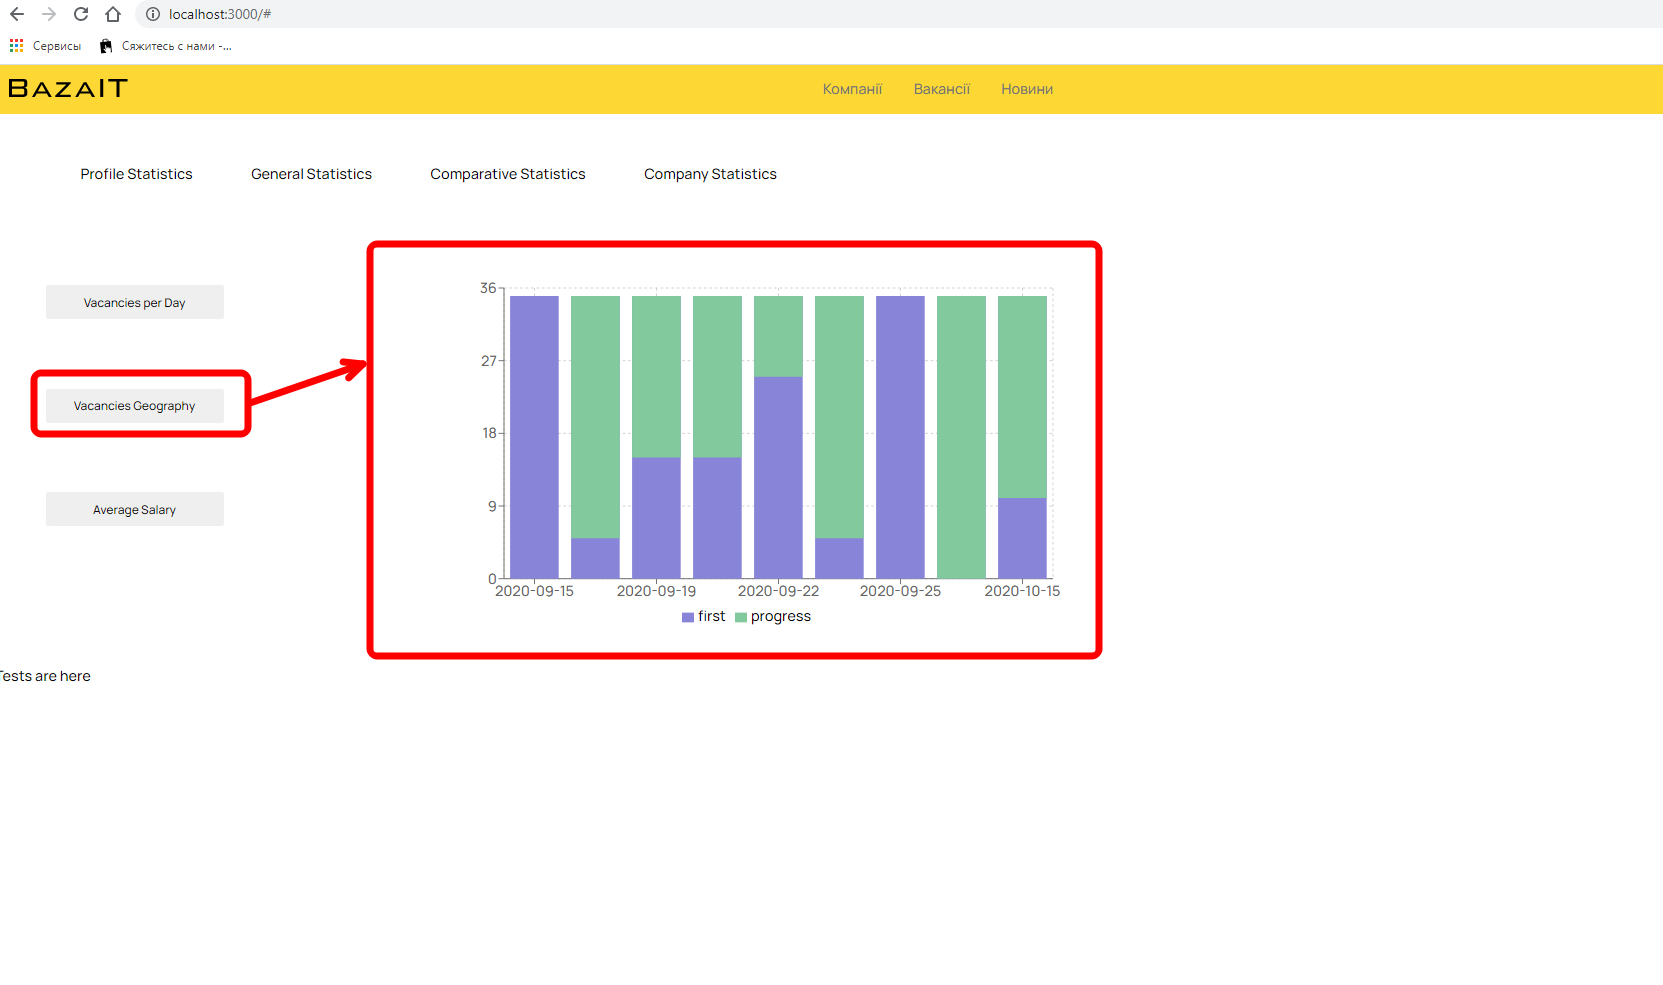 localhost:3000/#
Сервисы Сяжитесь с нами -...
BAZAIT Компанії Вакансії Новини
Profile Statistics General Statistics Comparative Statistics Company Statistics
Vacancies per Day
Vacancies Geography
Average Salary
36
27
18
9
0
2020-09-15 2020-09-19 2020-09-22 2020-09-25 2020-10-15
first progress
Tests are here